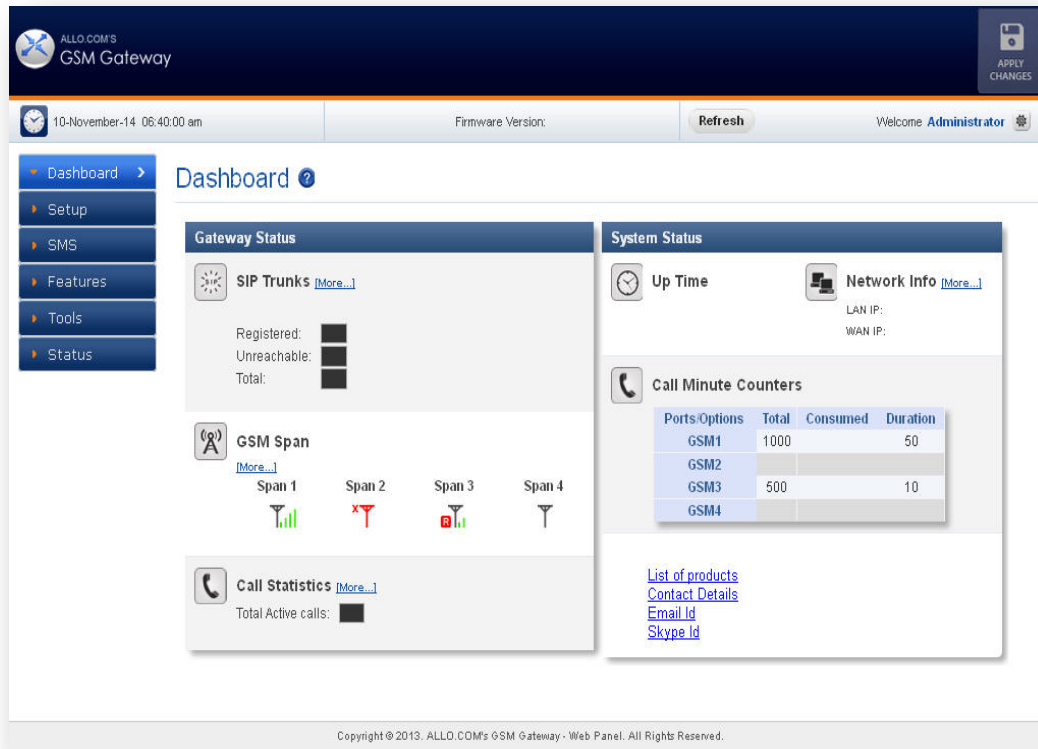 ALLO.COM'S
GSM Gateway
APPLY
CHANGES
10-November-14 06:40:00 am
Firmware Version:
Refresh
Welcome Administrator
Dashboard
Setup
SMS
Features
Tools
Status
Dashboard ?
Gateway Status
SIP Trunks [More...]
Registered:
Unreachable:
Total:
GSM Span
[More...]
Span 1 Span 2 Span 3 Span 4
X
R
Call Statistics [More...]
Total Active calls:
System Status
Up Time
Network Info [More...]
LAN IP:
WAN IP:
Call Minute Counters
Ports/Options Total Consumed Duration
GSM1 1000 50
GSM2
GSM3 500 10
GSM4
List of products
Contact Details
Email Id
Skype Id
Copyright © 2013. ALLO.COM's GSM Gateway - Web Panel. All Rights Reserved.